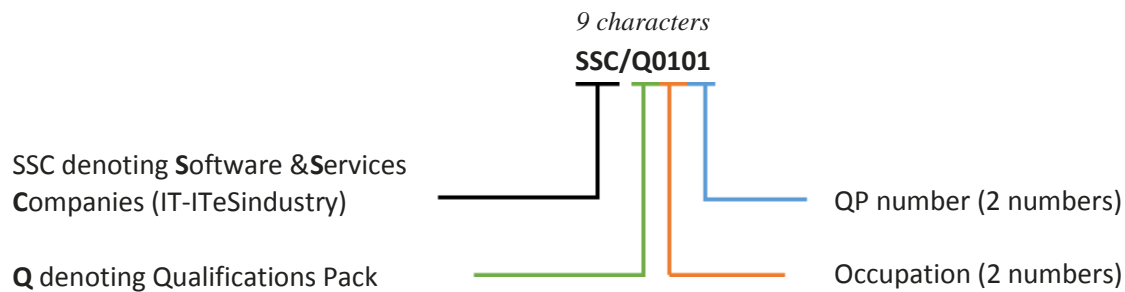 9 characters
SSC/Q0101
SSC denoting Software &Services
Companies (IT-ITeSindustry)
QP number (2 numbers)
Q denoting Qualifications Pack
Occupation (2 numbers)